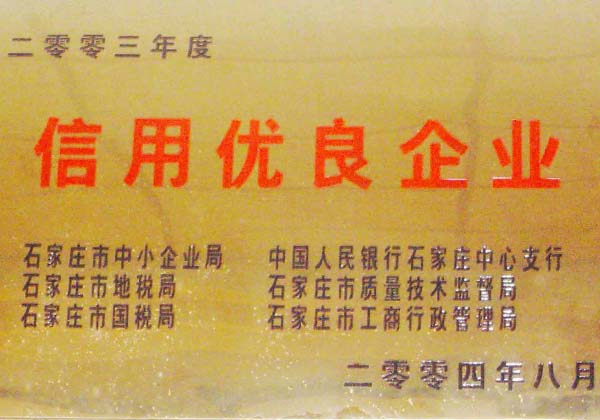 二零零三年度
信用优良企业
石家庄市中小企业局 中国人民银行石家庄中心支行
石家庄市地税局 石家庄市质量技术监督局
石家庄市国税局 石家庄市工商行政管理局
二零零四年八月